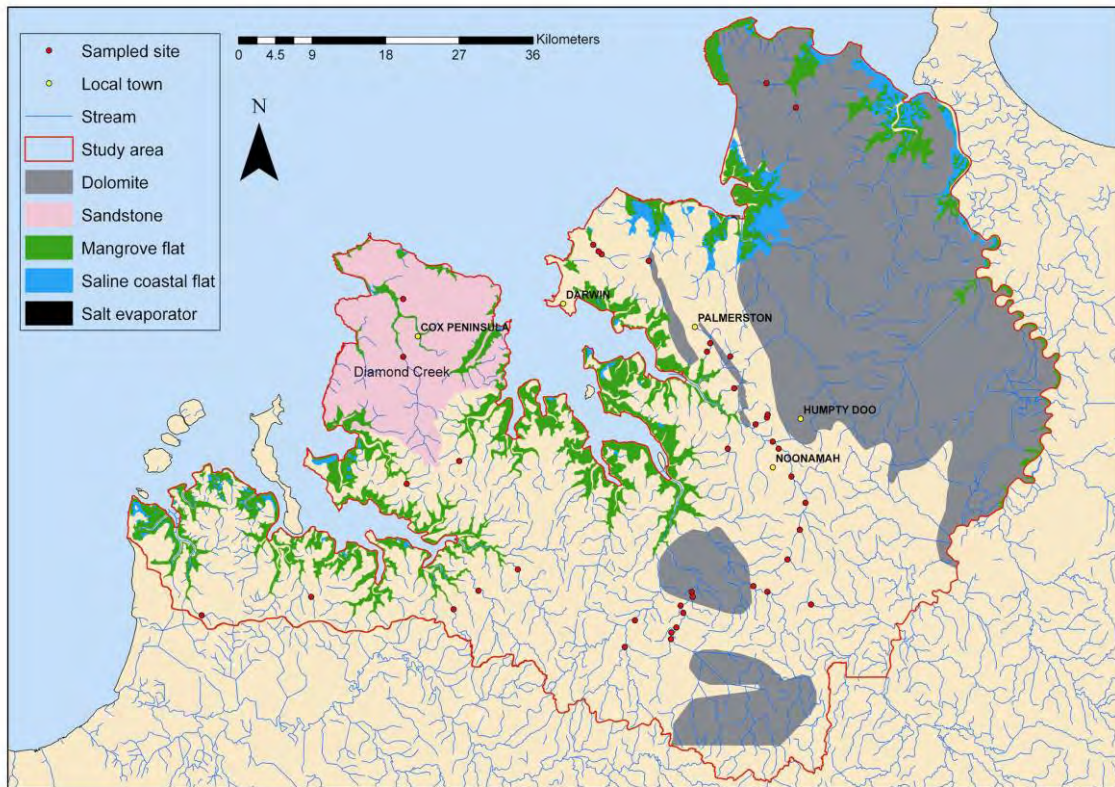 Sampled site
Local town
Stream
Study area
Dolomite
Sandstone
Mangrove flat
Saline coastal flat
Salt evaporator
Kilometers
0 4.5 9 18 27 36
N
DARWIN
PALMERSTON
COX PENINSULA
Diamond Creek
HUMPTY DOO
NOONAMAH